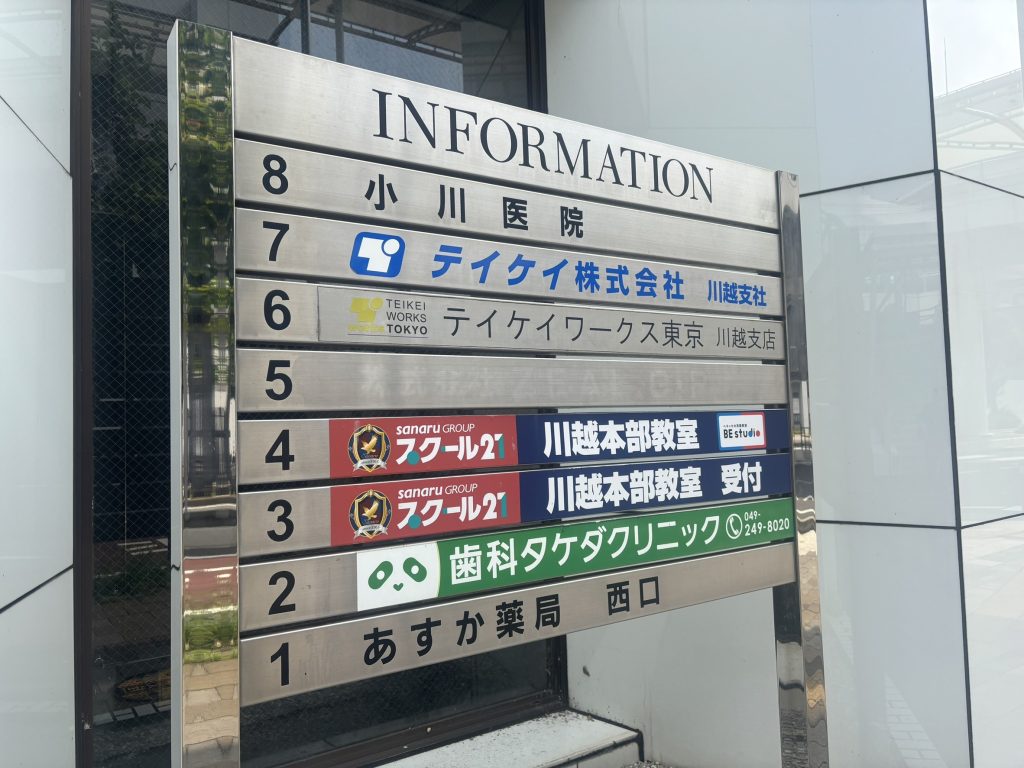 INFORMATION
8 小川医院
7 テイケイ株式会社 川越支社
6 TEIKEI WORKS TOKYO テイケイワークス東京 川越支店
5
4 sanaru GROUP スクール21 川越本部教室 BE studio
3 sanaru GROUP スクール21 川越本部教室 受付
2 歯科タケダクリニック 049-249-8020
1 あすか薬局 西口